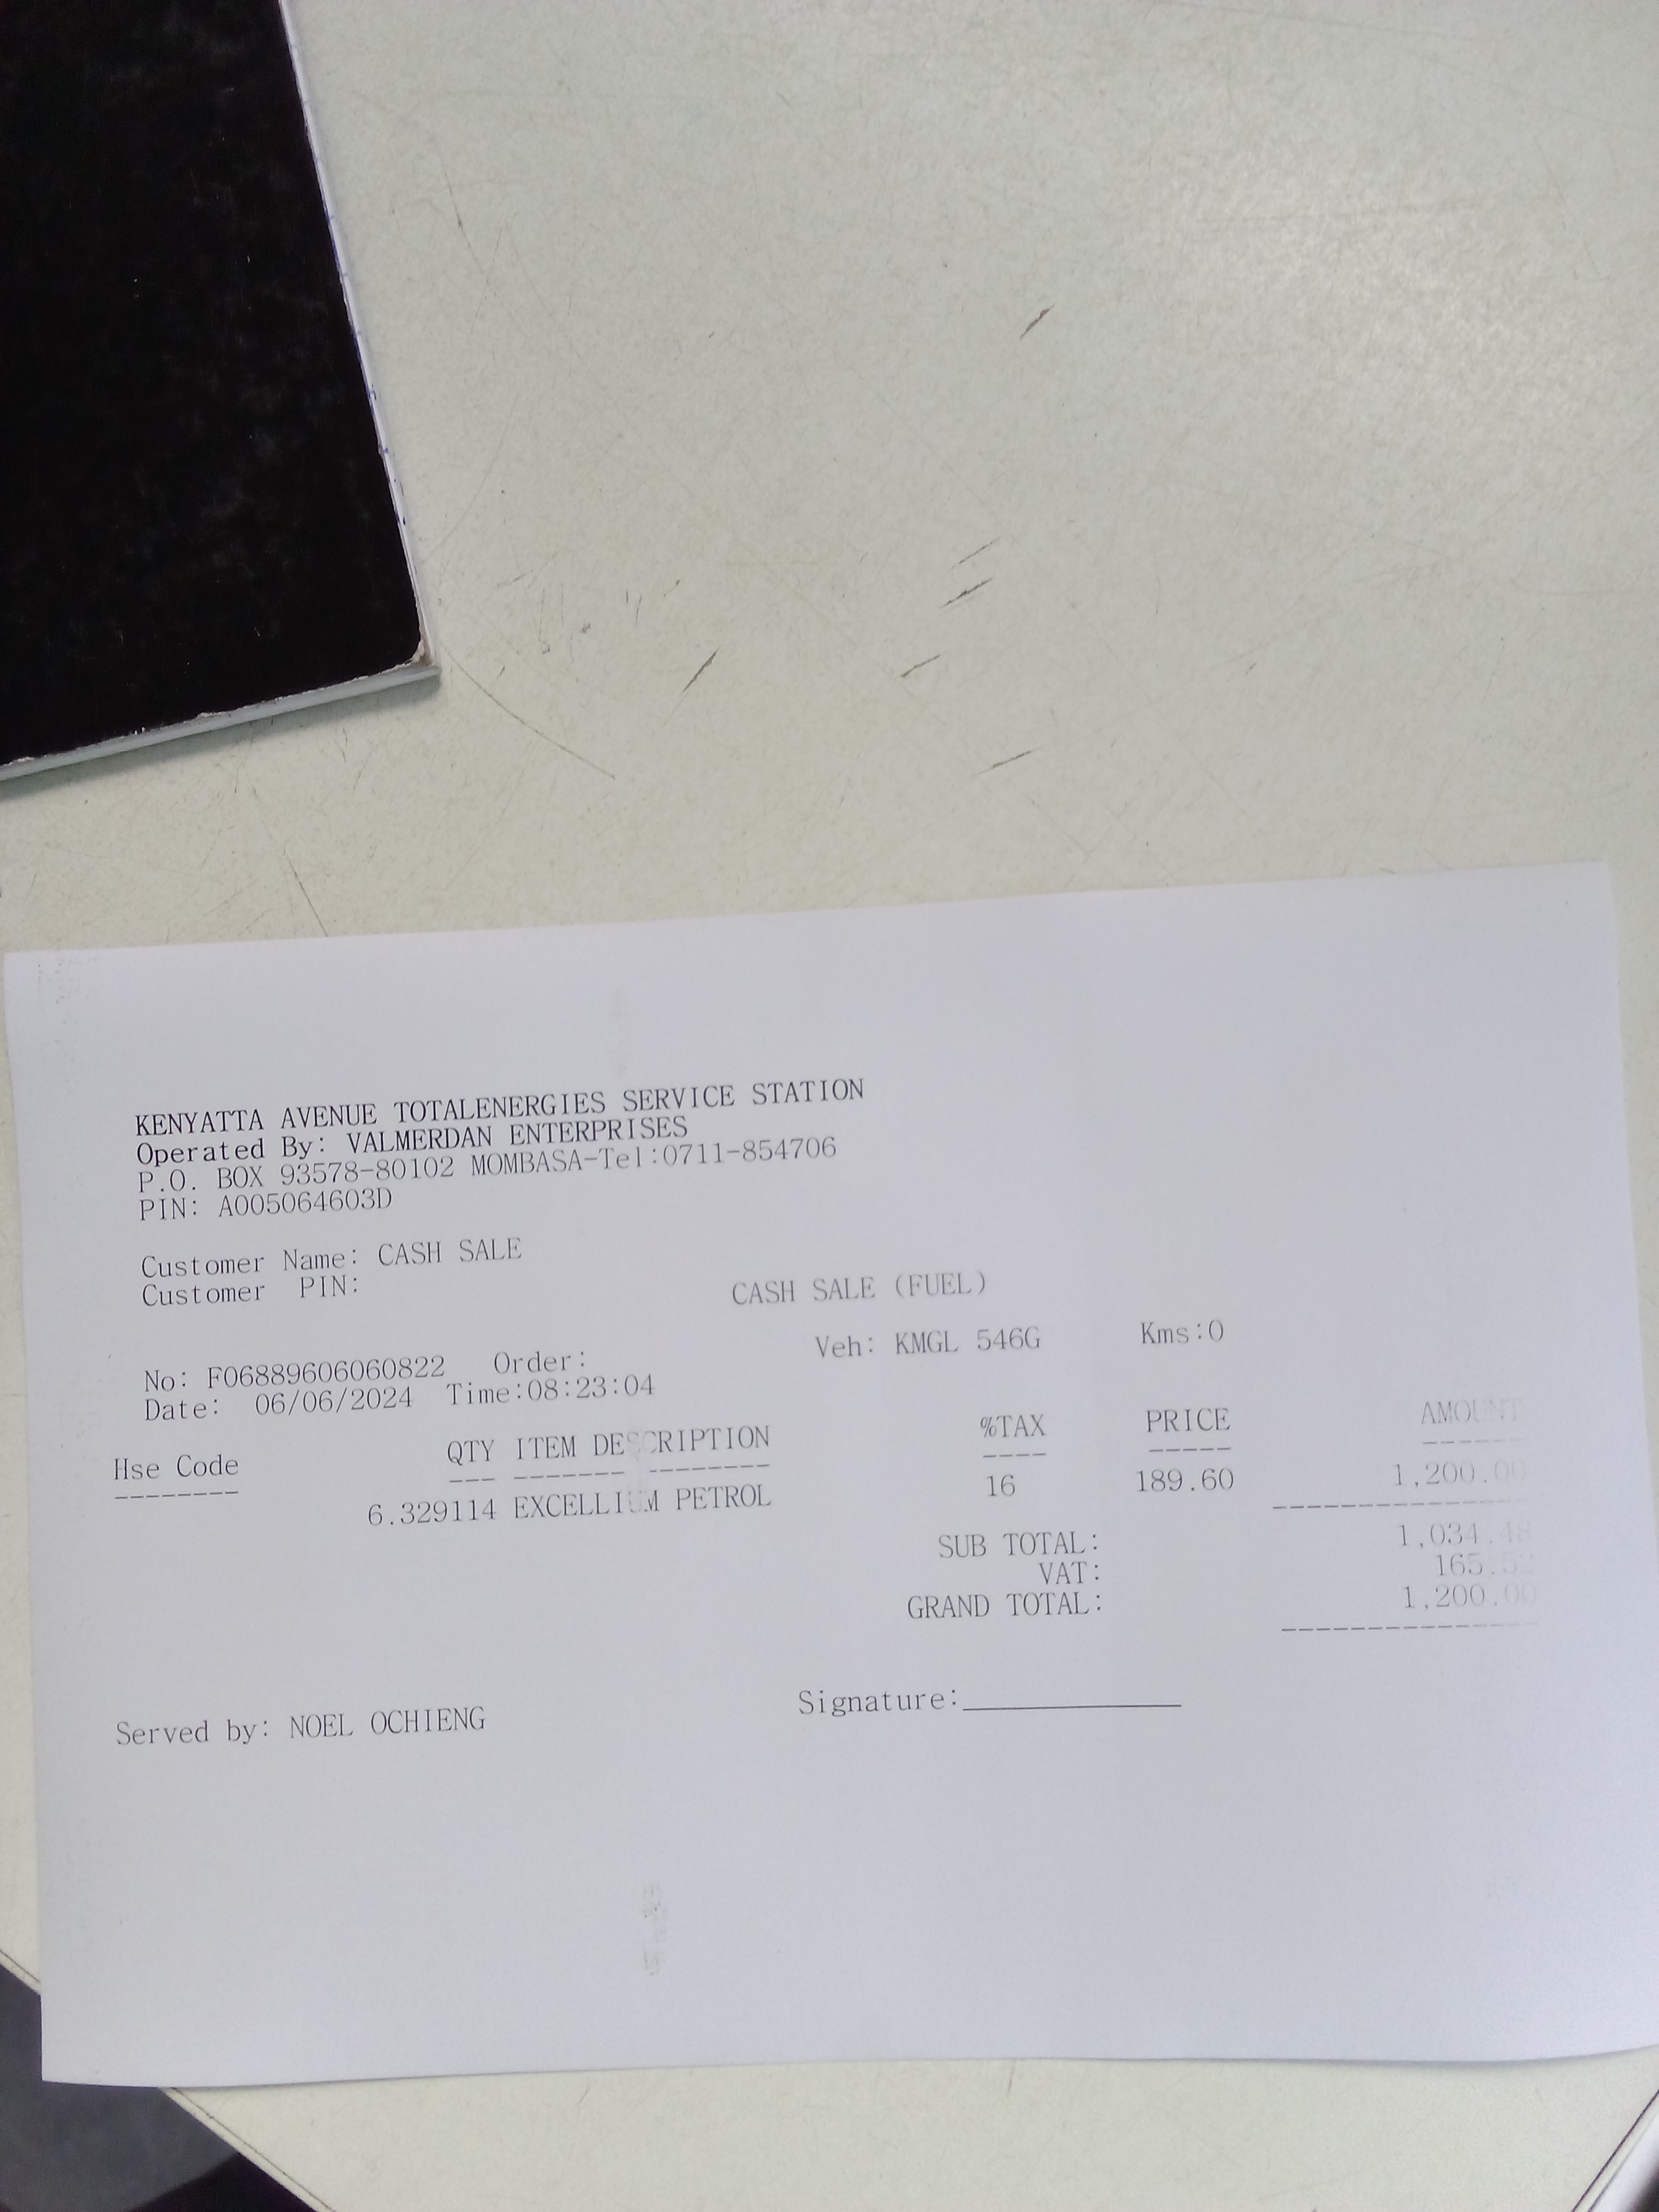 KENYATTA AVENUE TOTALENERGIES SERVICE STATION
Operated By: VALMERDAN ENTERPRISES
P.O. BOX 93578-80102 MOMBASA-Tel:0711-854706
PIN: A005064603D
Customer Name: CASH SALE
Customer PIN:
CASH SALE (FUEL)
No: F06889606060822 Order: Veh: KMGL 546G Kms:0
Date: 06/06/2024 Time:08:23:04
Hse Code QTY ITEM DESCRIPTION %TAX PRICE AMOUNT
6.329114 EXCELLIUM PETROL 16 189.60 1,200.00
SUB TOTAL: 1,034.48
VAT: 165.52
GRAND TOTAL: 1,200.00
Served by: NOEL OCHIENG Signature: